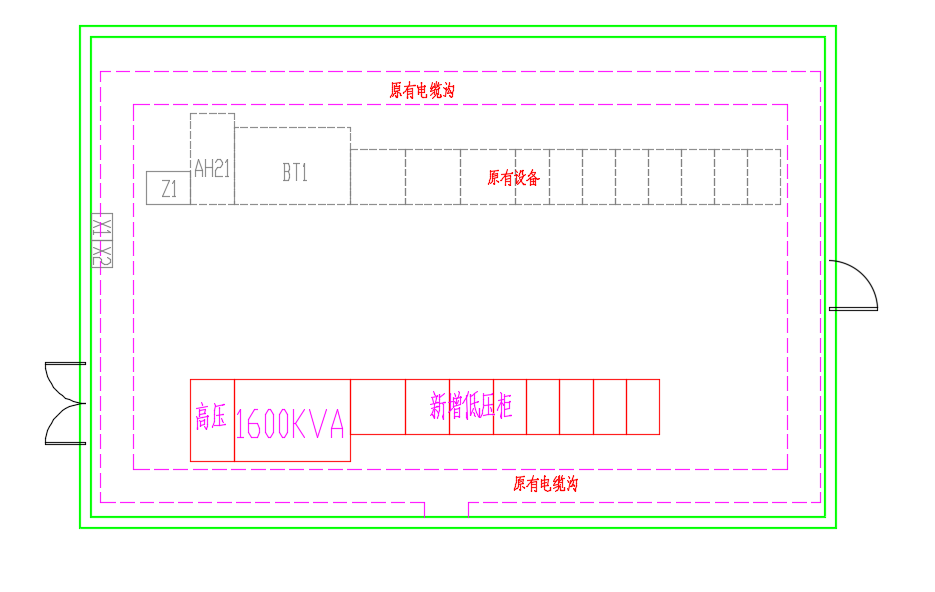 原有电缆沟
AH21
BT1
原有设备
Z1
X1
X2
高压
1600KVA
新增低压柜
原有电缆沟